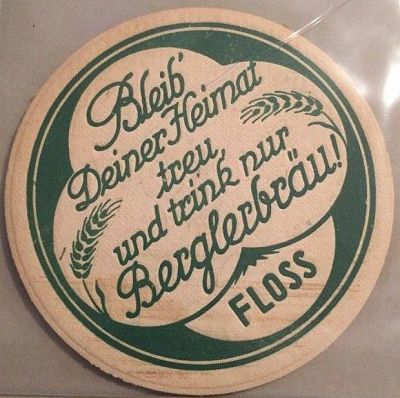 Bleib'
Deiner Heimat
treu
und trink nur
Berglerbräu!
FLOSS